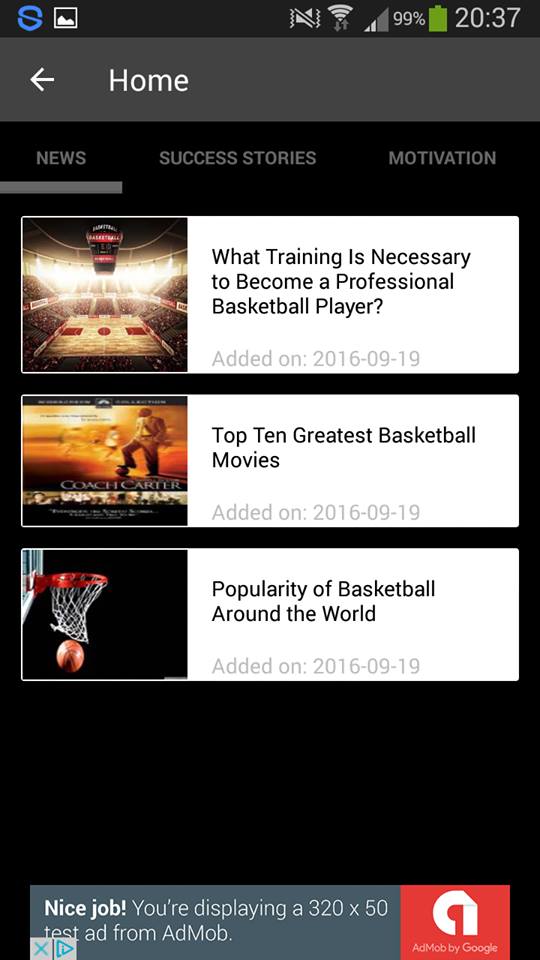 99% 20:37
Home
NEWS SUCCESS STORIES MOTIVATION
BASKETBALL
What Training Is Necessary
to Become a Professional
Basketball Player?
Added on: 2016-09-19
COLLECTION
COACH CARTER
Top Ten Greatest Basketball
Movies
Added on: 2016-09-19
Popularity of Basketball
Around the World
Added on: 2016-09-19
Nice job! You're displaying a 320 x 50
test ad from AdMob.
AdMob by Google